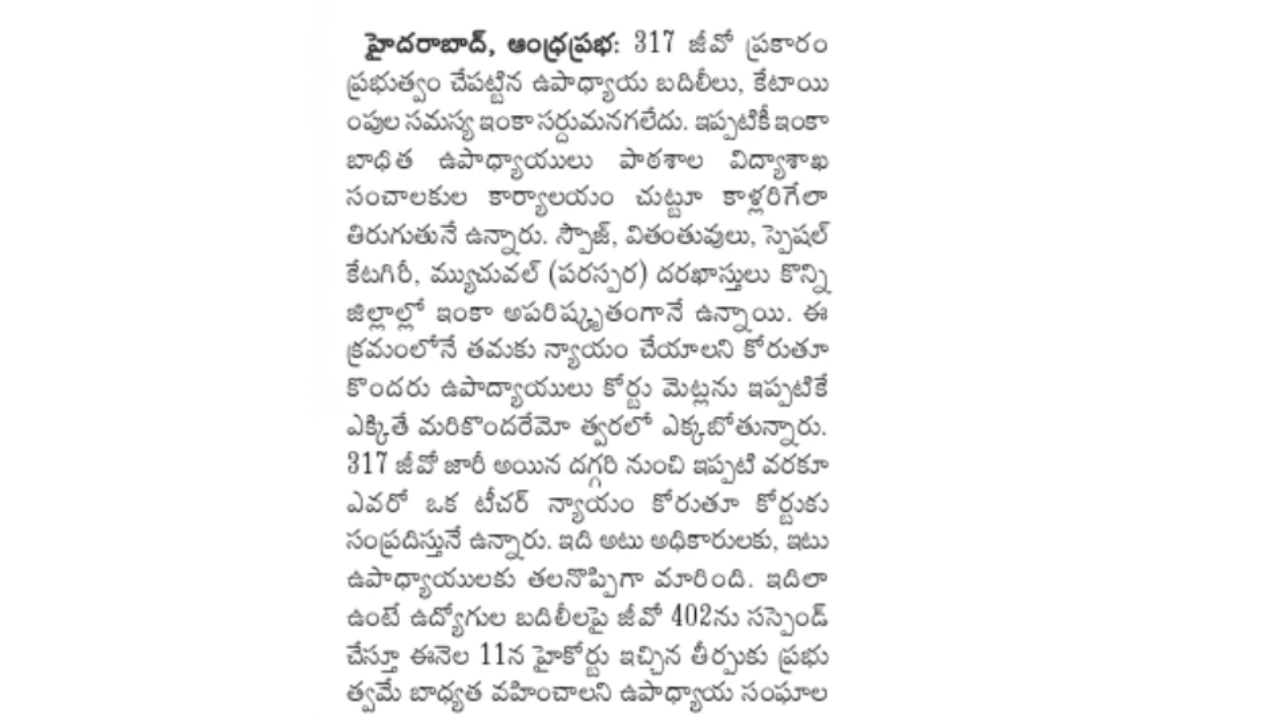 హైదరాబాద్, ఆంధ్రప్రభ: 317 జీవో ప్రకారం
ప్రభుత్వం చేపట్టిన ఉపాధ్యాయ బదిలీలు, కేటాయి
ంపుల సమస్య ఇంకా సర్దుమనగలేదు. ఇప్పటికీ ఇంకా
బాధిత ఉపాధ్యాయులు పాఠశాల విద్యాశాఖ
సంచాలకుల కార్యాలయం చుట్టూ కాళ్లరిగేలా
తిరుగుతునే ఉన్నారు. స్పౌజ్, వితంతువులు, స్పెషల్
కేటగిరీ, మ్యుచువల్ (పరస్పర) దరఖాస్తులు కొన్ని
జిల్లాల్లో ఇంకా అపరిష్కృతంగానే ఉన్నాయి. ఈ
క్రమంలోనే తమకు న్యాయం చేయాలని కోరుతూ
కొందరు ఉపాద్యాయులు కోర్టు మెట్లను ఇప్పటికే
ఎక్కితే మరికొందరేమో త్వరలో ఎక్కబోతున్నారు.
317 జీవో జారీ అయిన దగ్గరి నుంచి ఇప్పటి వరకూ
ఎవరో ఒక టీచర్ న్యాయం కోరుతూ కోర్టుకు
సంప్రదిస్తునే ఉన్నారు. ఇది అటు అధికారులకు, ఇటు
ఉపాధ్యాయులకు తలనొప్పిగా మారింది. ఇదిలా
ఉంటే ఉద్యోగుల బదిలీలపై జీవో 402ను సస్పెండ్
చేస్తూ ఈనెల 11న హైకోర్టు ఇచ్చిన తీర్పుకు ప్రభు
త్వమే బాధ్యత వహించాలని ఉపాధ్యాయ సంఘాల